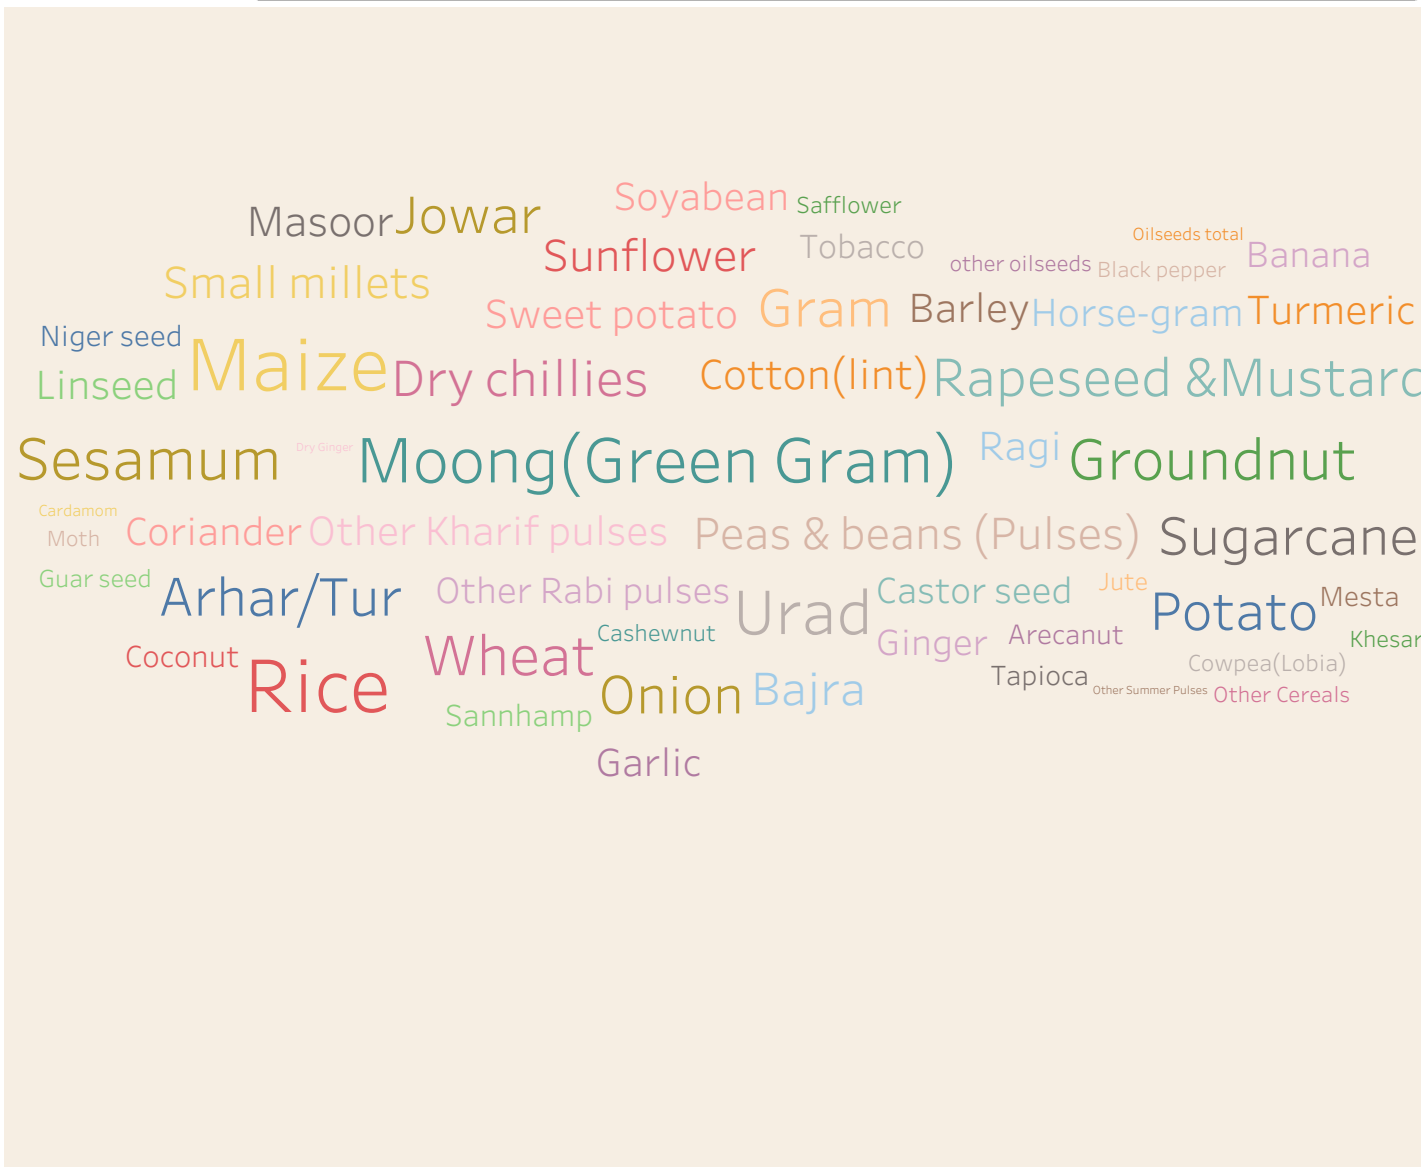 Soyabean
Safflower
Masoor
Jowar
Sunflower
Tobacco
Oilseeds total
other oilseeds
Black pepper
Banana
Small millets
Sweet potato
Gram
Barley
Horse-gram
Turmeric
Niger seed
Maize
Linseed
Dry chillies
Cotton(lint)
Rapeseed &Mustard
Sesamum
Dry Ginger
Moong(Green Gram)
Ragi
Groundnut
Cardamom
Moth
Coriander
Other Kharif pulses
Peas & beans (Pulses)
Sugarcane
Guar seed
Arhar/Tur
Other Rabi pulses
Urad
Castor seed
Jute
Potato
Mesta
Coconut
Rice
Wheat
Cashewnut
Ginger
Arecanut
Khesar
Cowpea(Lobia)
Tapioca
Other Summer Pulses
Other Cereals
Sannhamp
Onion
Bajra
Garlic